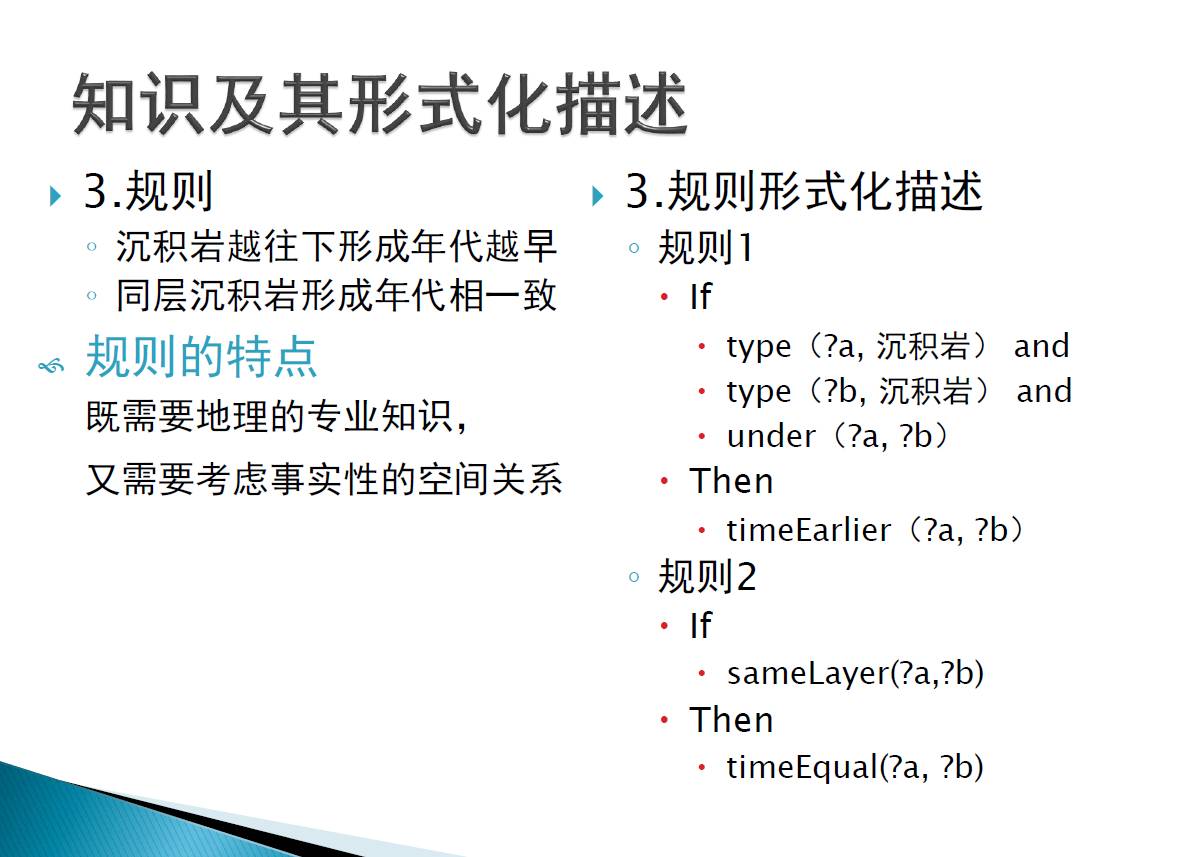 知识及其形式化描述
3.规则
沉积岩越往下形成年代越早
同层沉积岩形成年代相一致
规则的特点
既需要地理的专业知识，
又需要考虑事实性的空间关系
3.规则形式化描述
规则1
If
type（?a, 沉积岩） and
type（?b, 沉积岩） and
under（?a, ?b）
Then
timeEarlier（?a, ?b）
规则2
If
sameLayer(?a,?b)
Then
timeEqual(?a, ?b)